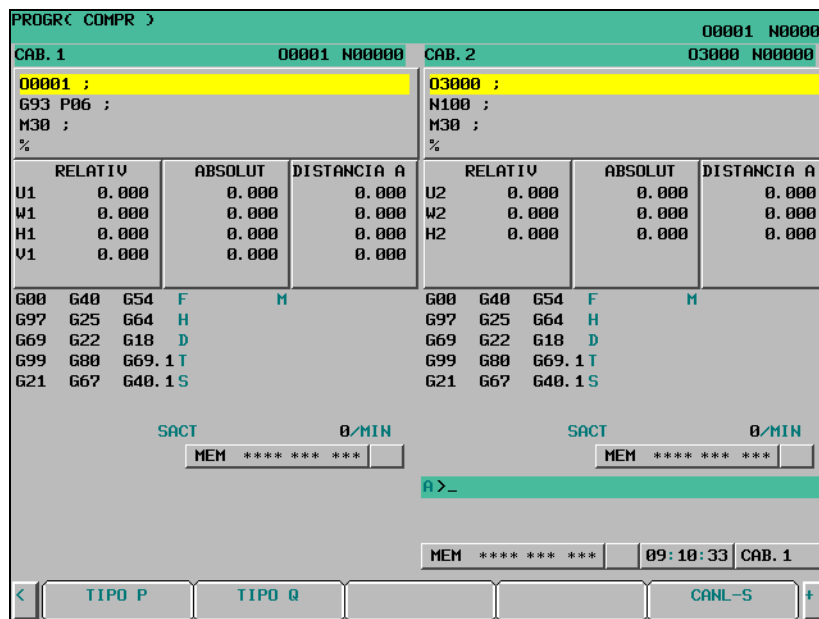 PROGR( COMPR )
O0001 N0000
CAB.1 O0001 N00000
O0001 ;
G93 P06 ;
M30 ;
%
RELATIV ABSOLUT DISTANCIA A
U1 0.000 0.000 0.000
W1 0.000 0.000 0.000
H1 0.000 0.000 0.000
V1 0.000 0.000 0.000
G00 G40 G54 F M
G97 G25 G64 H
G69 G22 G18 D
G99 G80 G69.1 T
G21 G67 G40.1 S
SACT 0/MIN
MEM **** *** ***
CAB.2 O3000 N00000
O3000 ;
N100 ;
M30 ;
%
RELATIV ABSOLUT DISTANCIA A
U2 0.000 0.000 0.000
W2 0.000 0.000 0.000
H2 0.000 0.000 0.000
G00 G40 G54 F M
G97 G25 G64 H
G69 G22 G18 D
G99 G80 G69.1 T
G21 G67 G40.1 S
SACT 0/MIN
MEM **** *** ***
A>_
MEM **** *** *** 09:10:33 CAB.1
< TIPO P TIPO Q CANL-S +